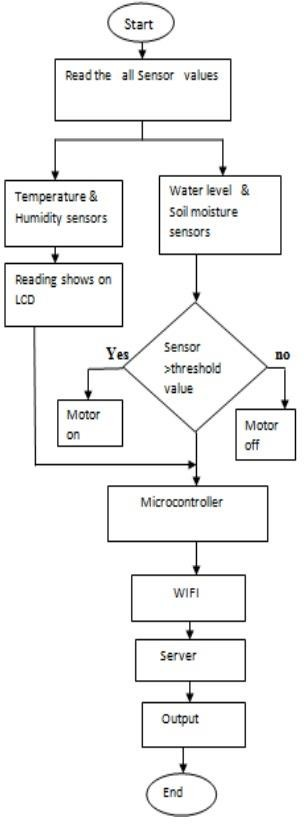 Start
Read the all Sensor values
Temperature &
Humidity sensors
Water level &
Soil moisture
sensors
Reading shows on
LCD
Yes
Sensor
>threshold
value
no
Motor
on
Motor
off
Microcontroller
WIFI
Server
Output
End